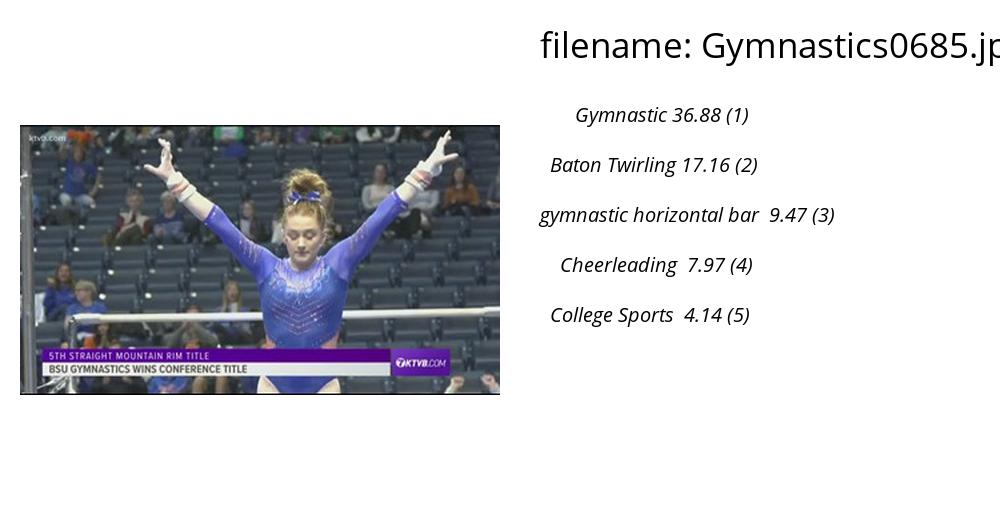 filename: Gymnastics0685.jp
ktvb.com
Gymnastic 36.88 (1)
Baton Twirling 17.16 (2)
gymnastic horizontal bar 9.47 (3)
Cheerleading 7.97 (4)
College Sports 4.14 (5)
5TH STRAIGHT MOUNTAIN RIM TITLE
BSU GYMNASTICS WINS CONFERENCE TITLE
7KTVB.COM